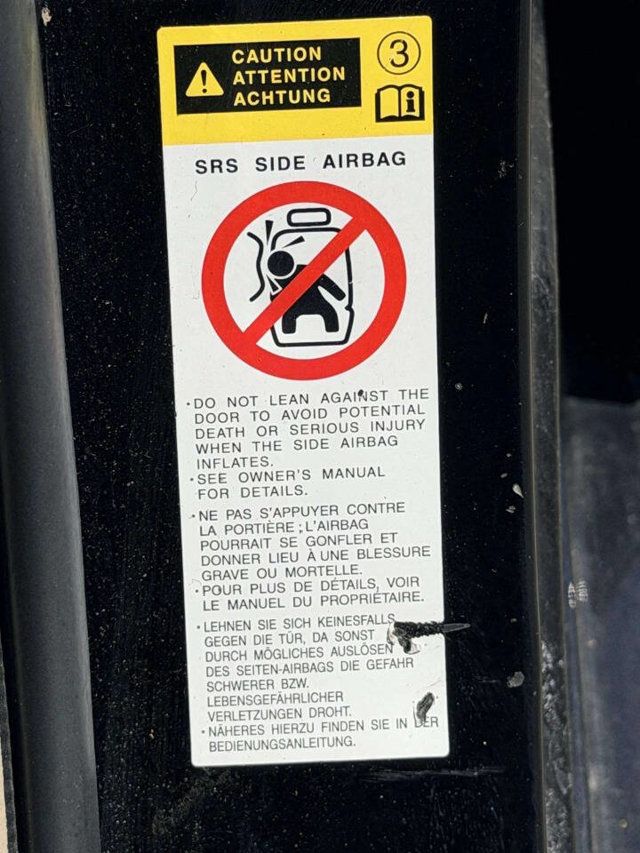 CAUTION
ATTENTION
ACHTUNG
3
i
SRS SIDE AIRBAG
・DO NOT LEAN AGAINST THE
DOOR TO AVOID POTENTIAL
DEATH OR SERIOUS INJURY
WHEN THE SIDE AIRBAG
INFLATES.
・SEE OWNER'S MANUAL
FOR DETAILS.
・NE PAS S'APPUYER CONTRE
LA PORTIÈRE ; L'AIRBAG
POURRAIT SE GONFLER ET
DONNER LIEU À UNE BLESSURE
GRAVE OU MORTELLE.
・POUR PLUS DE DÉTAILS, VOIR
LE MANUEL DU PROPRIÉTAIRE.
・LEHNEN SIE SICH KEINESFALLS
GEGEN DIE TÜR, DA SONST
DURCH MÖGLICHES AUSLÖSEN
DES SEITEN-AIRBAGS DIE GEFAHR
SCHWERER BZW.
LEBENSGEFÄHRLICHER
VERLETZUNGEN DROHT.
・NÄHERES HIERZU FINDEN SIE IN DER
BEDIENUNGSANLEITUNG.